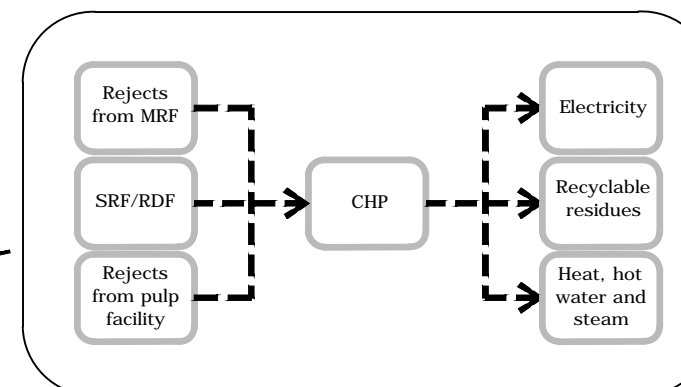 Rejects
from MRF
SRF/RDF
Rejects
from pulp
facility
CHP
Electricity
Recyclable
residues
Heat, hot
water and
steam